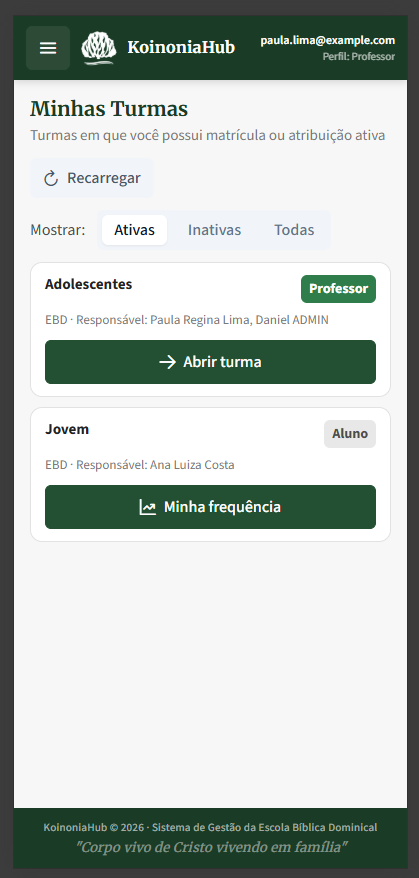 KoinoniaHub
paula.lima@example.com
Perfil: Professor
Minhas Turmas
Turmas em que você possui matrícula ou atribuição ativa
Recarregar
Mostrar: Ativas Inativas Todas
Adolescentes
Professor
EBD · Responsável: Paula Regina Lima, Daniel ADMIN
Abrir turma
Jovem
Aluno
EBD · Responsável: Ana Luiza Costa
Minha frequência
KoinoniaHub © 2026 · Sistema de Gestão da Escola Bíblica Dominical
"Corpo vivo de Cristo vivendo em família"